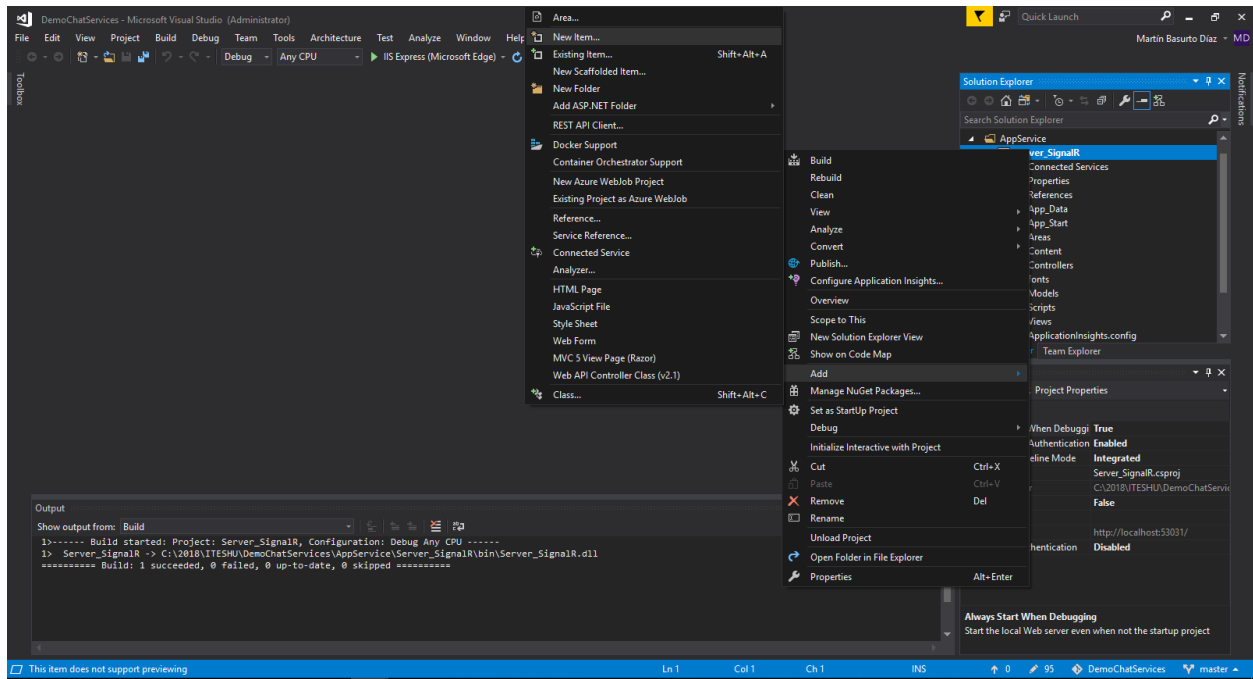 DemoChatServices - Microsoft Visual Studio (Administrator)
Quick Launch
File Edit View Project Build Debug Team Tools Architecture Test Analyze Window Help
Martín Basurto Díaz MD
Debug Any CPU IIS Express (Microsoft Edge)
Toolbox
Area...
New Item...
Existing Item... Shift+Alt+A
New Scaffolded Item...
New Folder
Add ASP.NET Folder
REST API Client...
Docker Support
Container Orchestrator Support
New Azure WebJob Project
Existing Project as Azure WebJob
Reference...
Service Reference...
Connected Service
Analyzer...
HTML Page
JavaScript File
Style Sheet
Web Form
MVC 5 View Page (Razor)
Web API Controller Class (v2.1)
Class... Shift+Alt+C
Build
Rebuild
Clean
View
Analyze
Convert
Publish...
Configure Application Insights...
Overview
Scope to This
New Solution Explorer View
Show on Code Map
Add
Manage NuGet Packages...
Set as StartUp Project
Debug
Initialize Interactive with Project
Cut Ctrl+X
Paste Ctrl+V
Remove Del
Rename
Unload Project
Open Folder in File Explorer
Properties Alt+Enter
Solution Explorer
Notifications
Search Solution Explorer
AppService
ver_SignalR
Connected Services
Properties
References
App_Data
App_Start
Areas
Content
Controllers
fonts
Models
Scripts
Views
ApplicationInsights.config
Team Explorer
Project Properties
When Debuggi True
Authentication Enabled
eline Mode Integrated
Server_SignalR.csproj
C:\2018\ITESHU\DemoChatServic
False
http://localhost:53031/
hentication Disabled
Always Start When Debugging
Start the local Web server even when not the startup project
Output
Show output from: Build
1>------ Build started: Project: Server_SignalR, Configuration: Debug Any CPU ------
1>  Server_SignalR -> C:\2018\ITESHU\DemoChatServices\AppService\Server_SignalR\bin\Server_SignalR.dll
========== Build: 1 succeeded, 0 failed, 0 up-to-date, 0 skipped ==========
This item does not support previewing Ln 1 Col 1 Ch 1 INS 0 95 DemoChatServices master